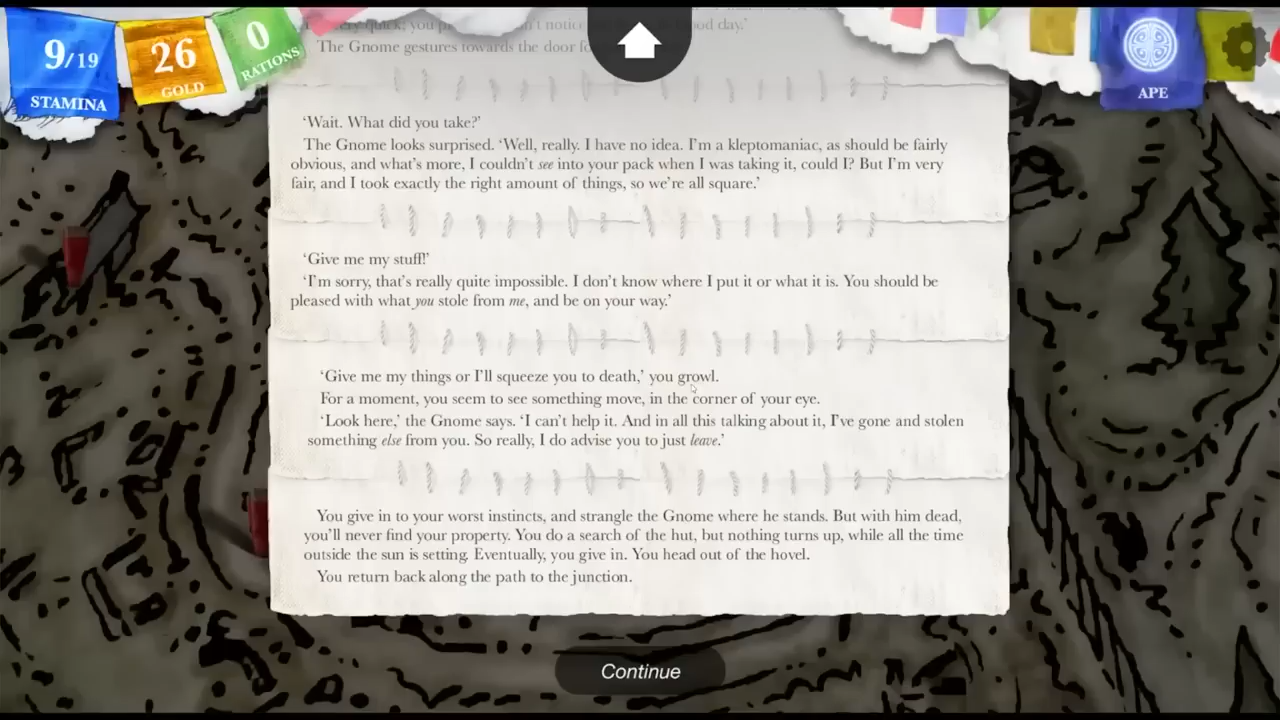 9/19
STAMINA
26
GOLD
0
RATIONS
APE
The Gnome gestures towards the door
‘Wait. What did you take?’
The Gnome looks surprised. ‘Well, really. I have no idea. I’m a kleptomaniac, as should be fairly
obvious, and what’s more, I couldn’t see into your pack when I was taking it, could I? But I’m very
fair, and I took exactly the right amount of things, so we’re all square.’
‘Give me my stuff!’
‘I’m sorry, that’s really quite impossible. I don’t know where I put it or what it is. You should be
pleased with what you stole from me, and be on your way.’
‘Give me my things or I’ll squeeze you to death,’ you growl.
For a moment, you seem to see something move, in the corner of your eye.
‘Look here,’ the Gnome says. ‘I can’t help it. And in all this talking about it, I’ve gone and stolen
something else from you. So really, I do advise you to just leave.’
You give in to your worst instincts, and strangle the Gnome where he stands. But with him dead,
you’ll never find your property. You do a search of the hut, but nothing turns up, while all the time
outside the sun is setting. Eventually, you give in. You head out of the hovel.
You return back along the path to the junction.
Continue